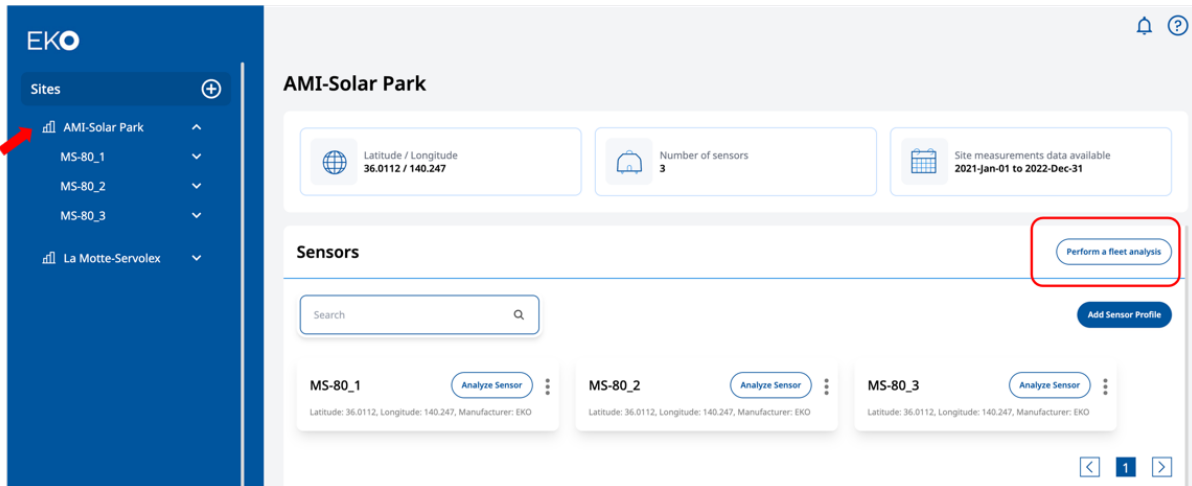 EKO
Sites
AMI-Solar Park
MS-80_1
MS-80_2
MS-80_3
La Motte-Servolex
AMI-Solar Park
Latitude / Longitude
36.0112 / 140.247
Number of sensors
3
Site measurements data available
2021-Jan-01 to 2022-Dec-31
Sensors
Perform a fleet analysis
Search
Add Sensor Profile
MS-80_1
Analyze Sensor
Latitude: 36.0112, Longitude: 140.247, Manufacturer: EKO
MS-80_2
Analyze Sensor
Latitude: 36.0112, Longitude: 140.247, Manufacturer: EKO
MS-80_3
Analyze Sensor
Latitude: 36.0112, Longitude: 140.247, Manufacturer: EKO
1